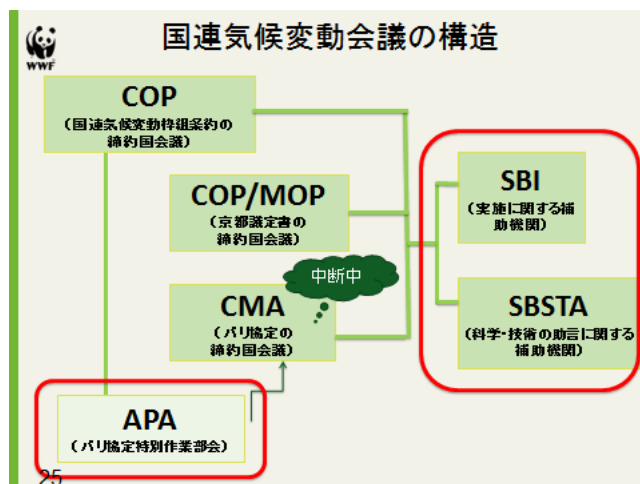 国連気候変動会議の構造
WWF
COP
(国連気候変動枠組条約の
締約国会議)
COP/MOP
(京都議定書の
締約国会議)
中断中
CMA
(パリ協定の
締約国会議)
APA
(パリ協定特別作業部会)
SBI
(実施に関する補
助機関)
SBSTA
(科学・技術の助言に関する
補助機関)
25